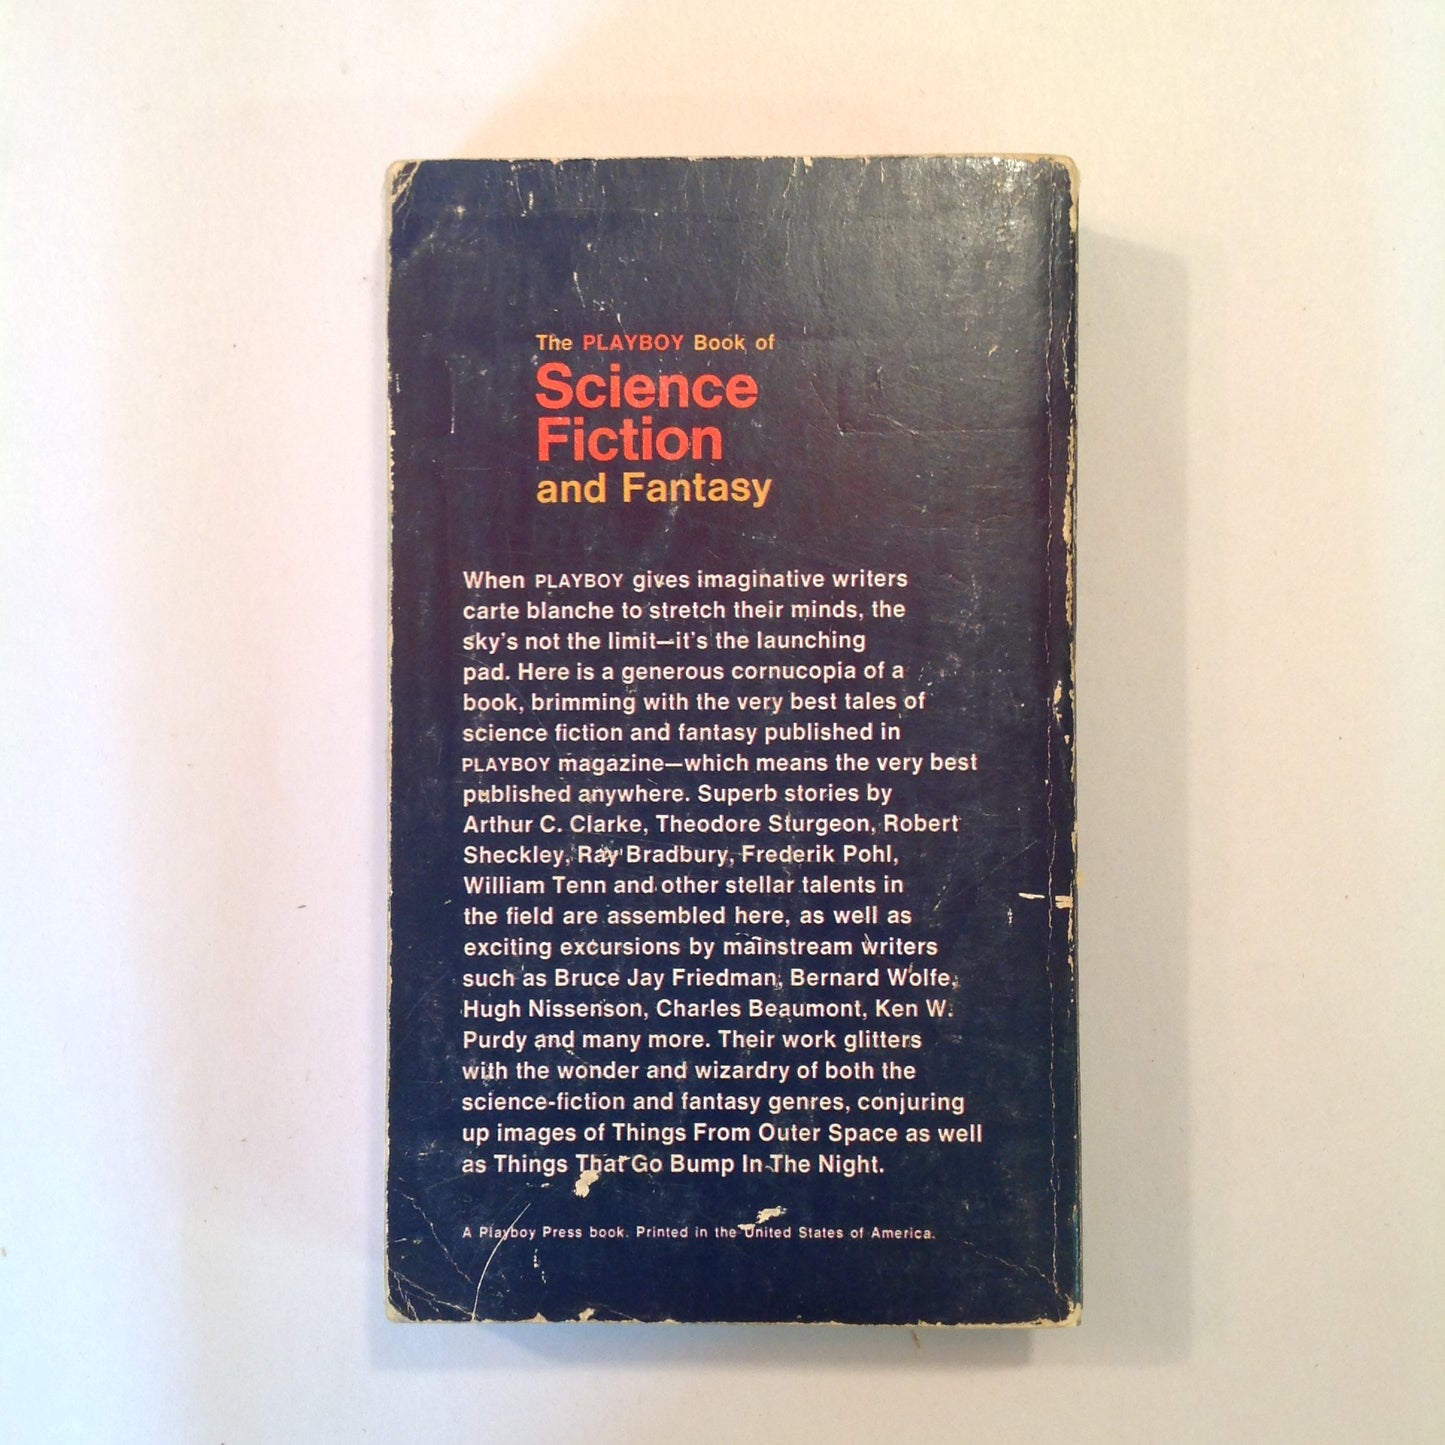 The PLAYBOY Book of
Science
Fiction
and Fantasy
When PLAYBOY gives imaginative writers
carte blanche to stretch their minds, the
sky's not the limit—it's the launching
pad. Here is a generous cornucopia of a
book, brimming with the very best tales of
science fiction and fantasy published in
PLAYBOY magazine—which means the very best
published anywhere. Superb stories by
Arthur C. Clarke, Theodore Sturgeon, Robert
Sheckley, Ray Bradbury, Frederik Pohl,
William Tenn and other stellar talents in
the field are assembled here, as well as
exciting excursions by mainstream writers
such as Bruce Jay Friedman, Bernard Wolfe,
Hugh Nissenson, Charles Beaumont, Ken W.
Purdy and many more. Their work glitters
with the wonder and wizardry of both the
science-fiction and fantasy genres, conjuring
up images of Things From Outer Space as well
as Things That Go Bump In The Night.
A Playboy Press book. Printed in the United States of America.